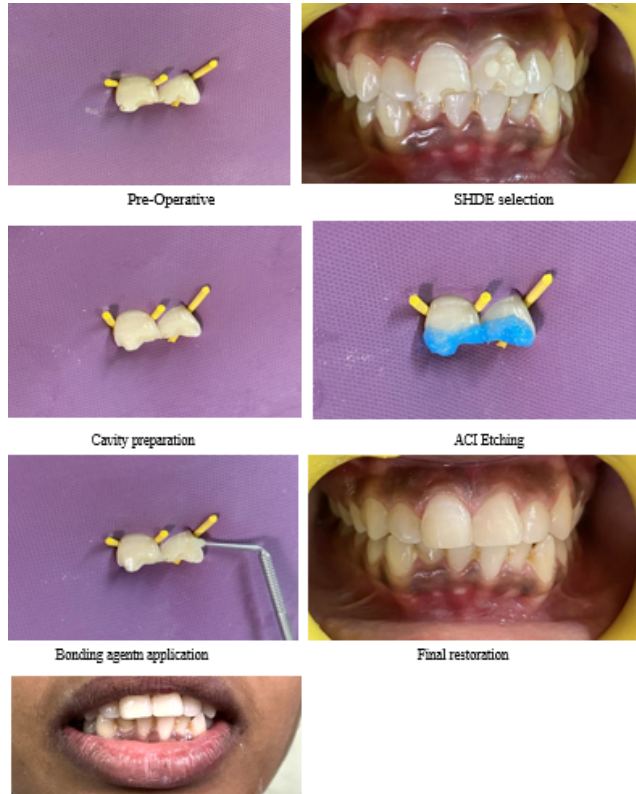 Pre-Operative
SHDE selection
Cavity preparation
ACI Etching
Bonding agentn application
Final restoration